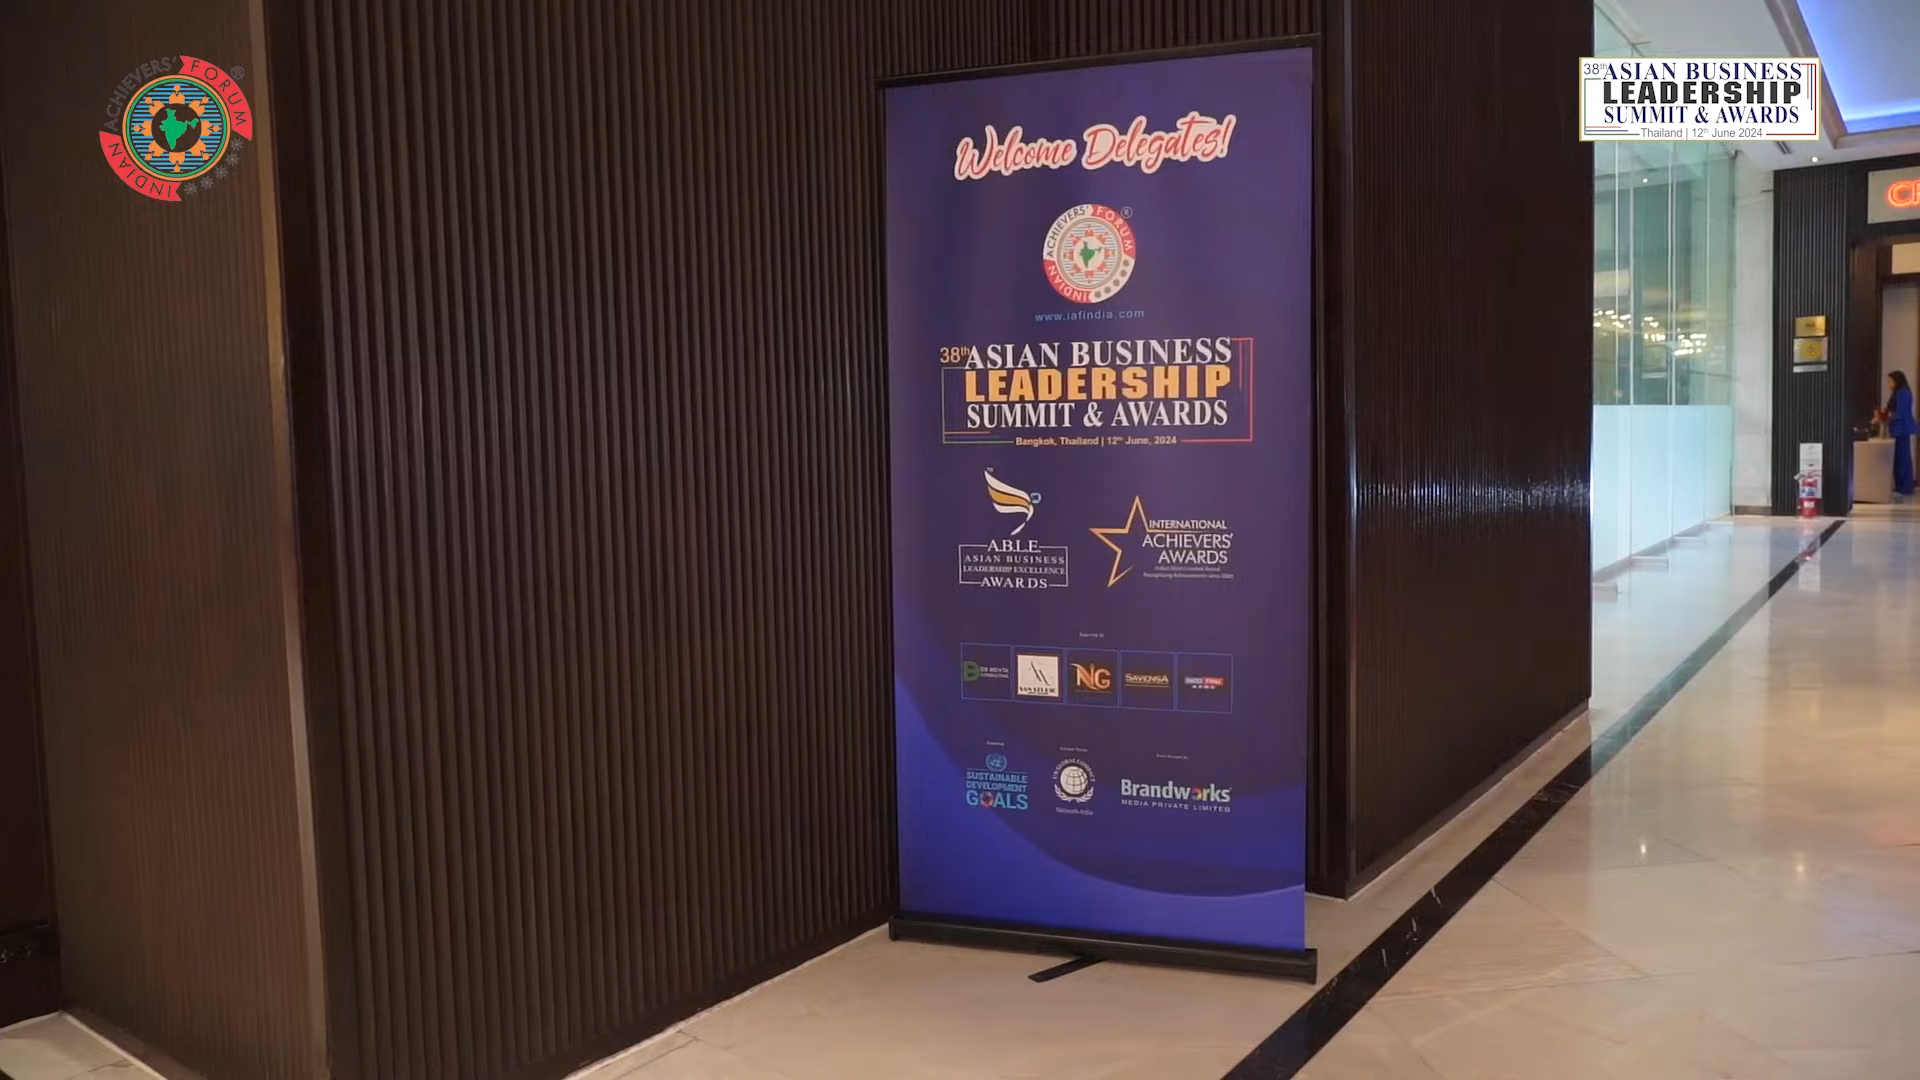 INDIAN ACHIEVERS' FORUM®
38th ASIAN BUSINESS
LEADERSHIP
SUMMIT & AWARDS
Thailand | 12th June 2024
Welcome Delegates!
INDIAN ACHIEVERS' FORUM®
www.iafindia.com
38th ASIAN BUSINESS
LEADERSHIP
SUMMIT & AWARDS
Bangkok, Thailand | 12th June, 2024
A.B.L.E
ASIAN BUSINESS
LEADERSHIP EXCELLENCE
AWARDS
INTERNATIONAL
ACHIEVERS'
AWARDS
NG
SAVENSA
SUSTAINABLE
DEVELOPMENT
GOALS
Network India
Brandworks
MEDIA PRIVATE LIMITED